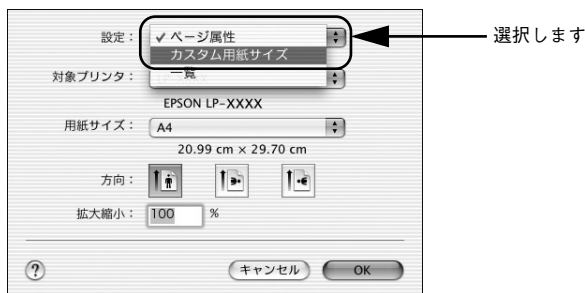 設定：
✓ ページ属性
選択します
カスタム用紙サイズ
対象プリンタ：
一覧
EPSON LP-XXXX
用紙サイズ：
A4
20.99 cm × 29.70 cm
方向：
拡大縮小：
100
%
?
キャンセル
OK